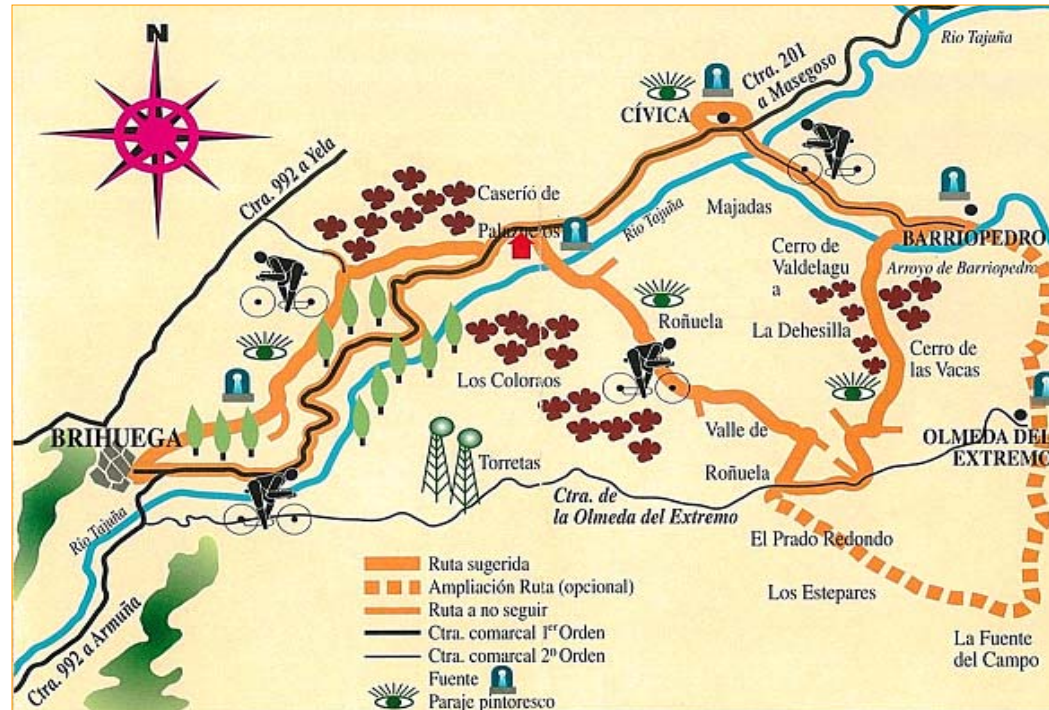 N
Río Tajuña
Ctra. 201
a Masegoso
CÍVICA
Ctra. 992 a Yela
Caserío de
Palazuelos
Río Tajuña
Majadas
BARRIOPEDRO
Arroyo de Barriopedro
Cerro de
Valdelagu
a
Roñuela
La Dehesilla
Cerro de
las Vacas
Los Colornos
BRIHUEGA
Valle de
Roñuela
OLMEDA DEL
EXTREMO
Torretas
Ctra. de
la Olmeda del Extremo
Río Tajuña
El Prado Redondo
Los Estepares
La Fuente
del Campo
Ctra. 992 a Armuña
Ruta sugerida
Ampliación Ruta (opcional)
Ruta a no seguir
Ctra. comarcal 1er Orden
Ctra. comarcal 2º Orden
Fuente
Paraje pintoresco